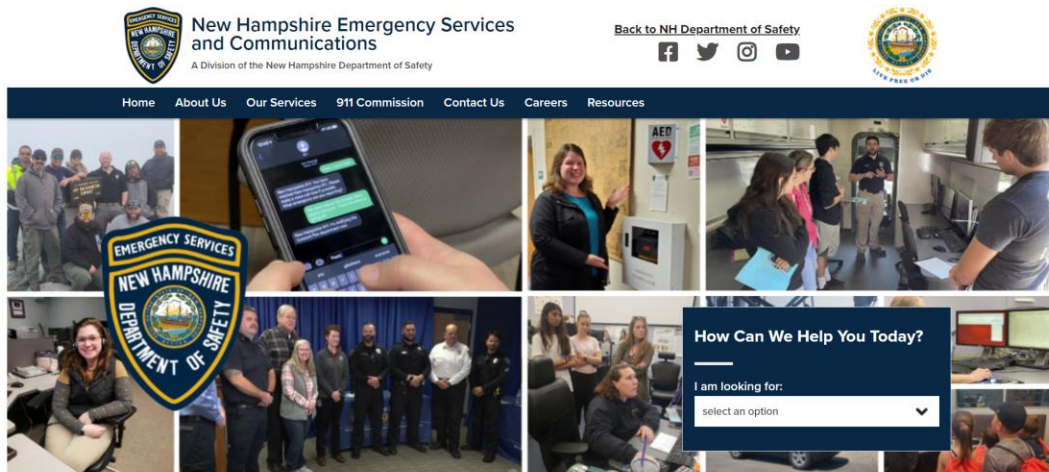 EMERGENCY SERVICES
NEW HAMPSHIRE
DEPARTMENT OF SAFETY
New Hampshire Emergency Services
and Communications
A Division of the New Hampshire Department of Safety
Back to NH Department of Safety
LIVE FREE OR DIE
Home About Us Our Services 911 Commission Contact Us Careers Resources
AED
EMERGENCY SERVICES
NEW HAMPSHIRE
DEPARTMENT OF SAFETY
How Can We Help You Today?
I am looking for:
select an option